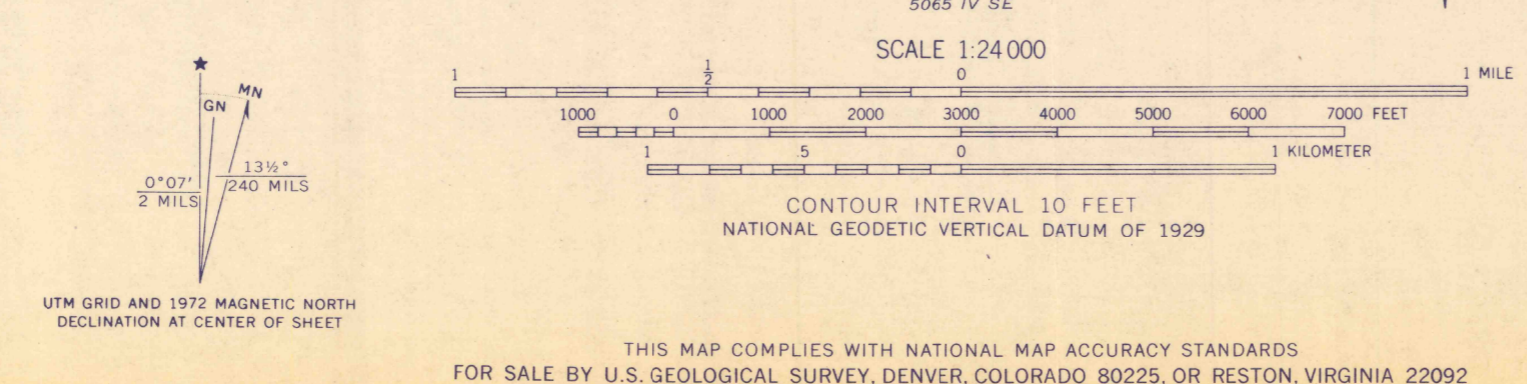 5065 IV SE
★
MN
GN
0°07′
2 MILS
13½°
240 MILS
UTM GRID AND 1972 MAGNETIC NORTH
DECLINATION AT CENTER OF SHEET
SCALE 1:24 000
1 ½ 0 1 MILE
1000 0 1000 2000 3000 4000 5000 6000 7000 FEET
1 .5 0 1 KILOMETER
CONTOUR INTERVAL 10 FEET
NATIONAL GEODETIC VERTICAL DATUM OF 1929
THIS MAP COMPLIES WITH NATIONAL MAP ACCURACY STANDARDS
FOR SALE BY U.S. GEOLOGICAL SURVEY, DENVER, COLORADO 80225, OR RESTON, VIRGINIA 22092